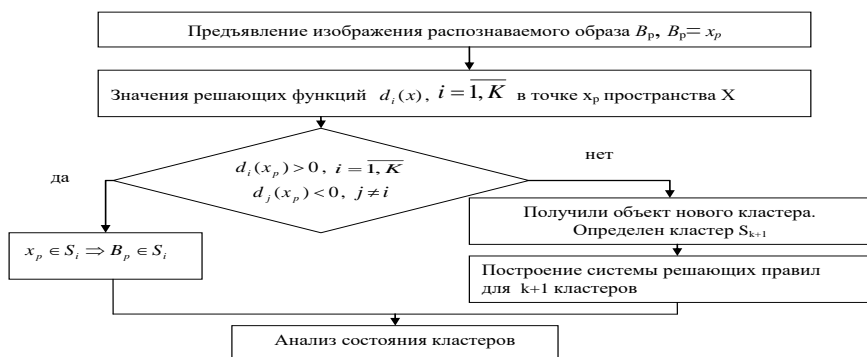 Предъявление изображения распознаваемого образа Bₚ, Bₚ= xₚ
Значения решающих функций dᵢ(x), i = 1, K̅ в точке xₚ пространства X
dᵢ(xₚ) > 0, i = 1, K̅
dⱼ(xₚ) < 0, j ≠ i
да
нет
Получили объект нового кластера.
Определен кластер Sₖ₊₁
xₚ ∈ Sᵢ ⇒ Bₚ ∈ Sᵢ
Построение системы решающих правил
для k+1 кластеров
Анализ состояния кластеров